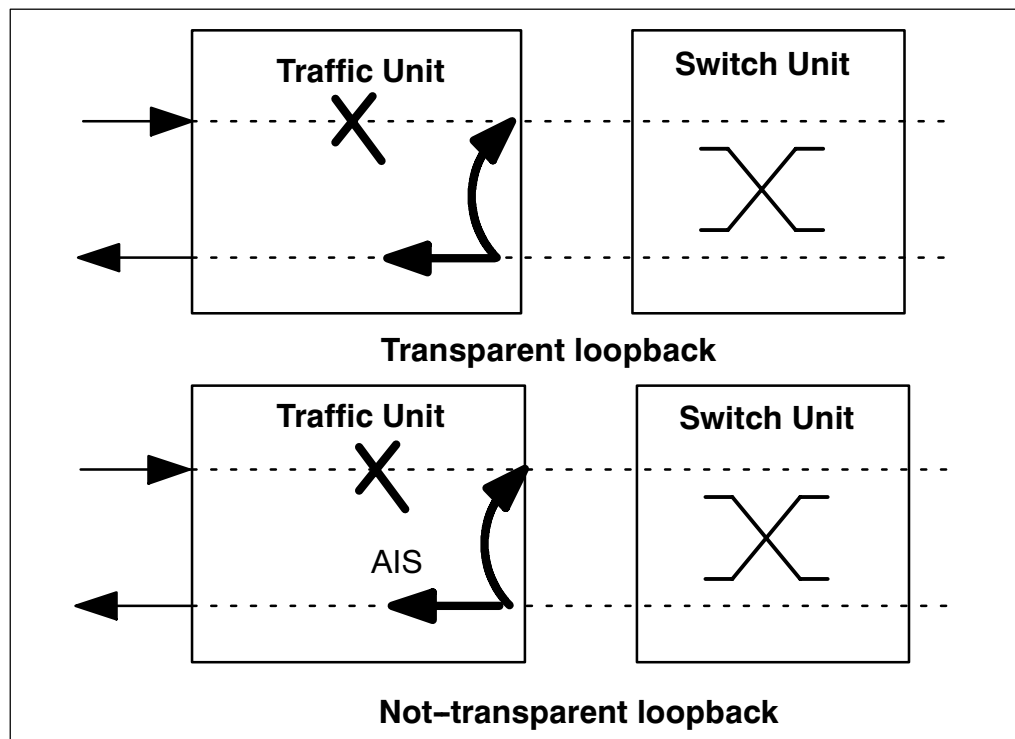 Traffic Unit
Switch Unit
Transparent loopback
Traffic Unit
Switch Unit
AIS
Not-transparent loopback